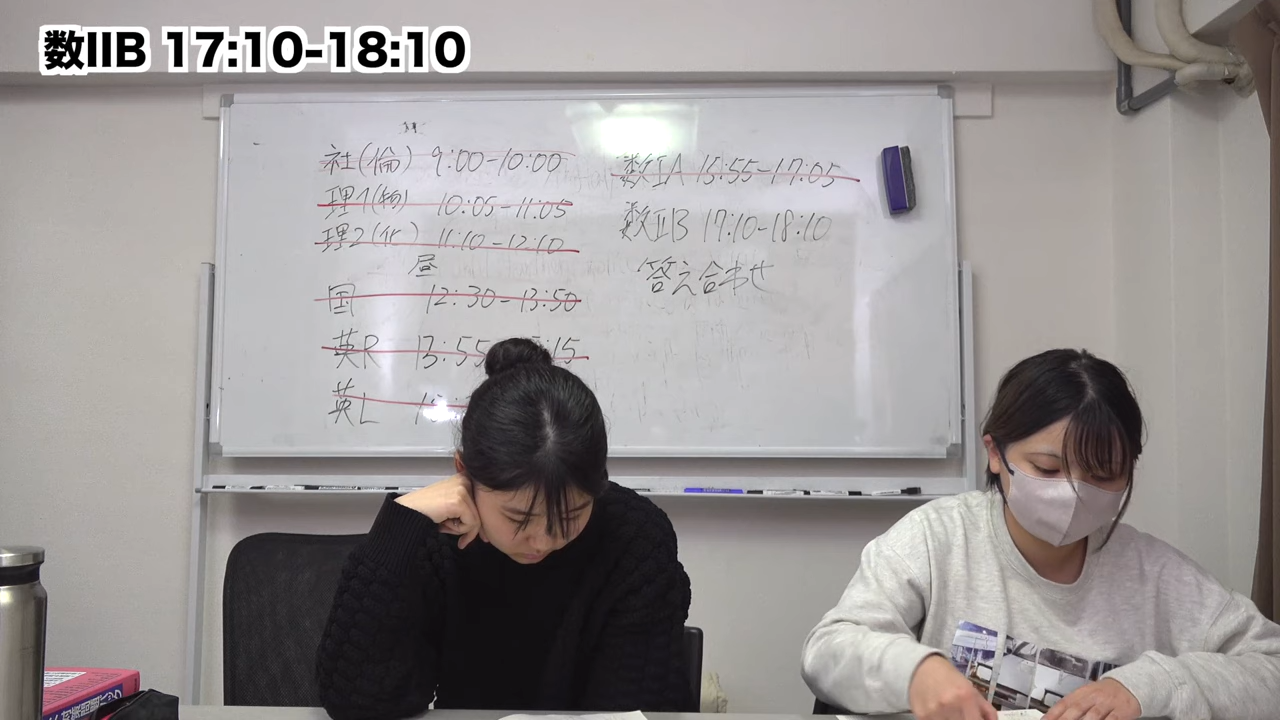 数IIB 17:10-18:10
社(倫) 9:00-10:00
理1(物) 10:05-11:05
理2(化) 11:10-12:10
昼
国 12:30-13:50
英R 13:55 15
英L
数ⅠA 15:55-17:05
数ⅡB 17:10-18:10
答え合わせ